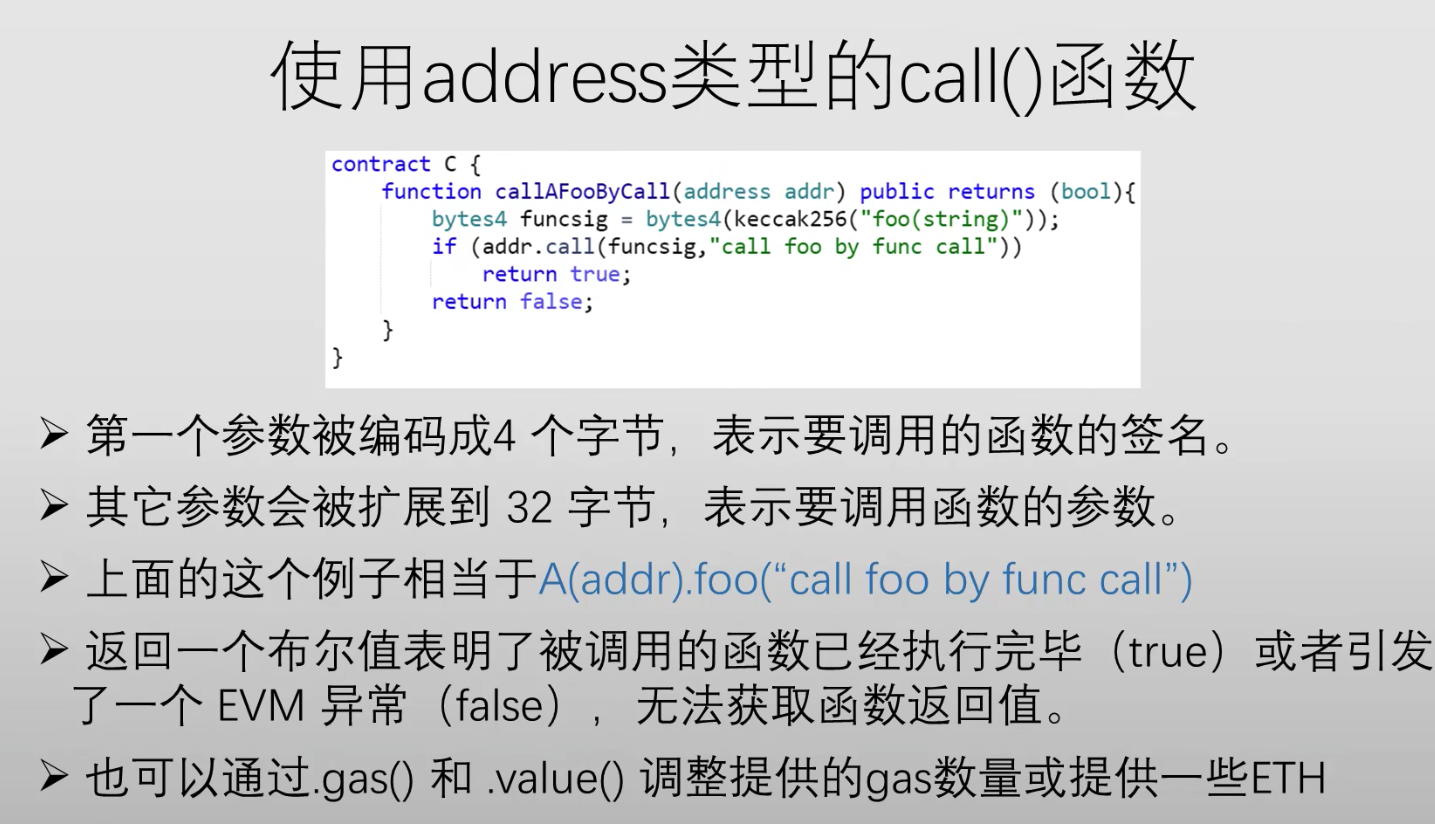 使用address类型的call()函数
contract C {
    function callAFooByCall(address addr) public returns (bool){
        bytes4 funcsig = bytes4(keccak256("foo(string)"));
        if (addr.call(funcsig,"call foo by func call"))
            return true;
        return false;
    }
}
➢ 第一个参数被编码成4 个字节，表示要调用的函数的签名。
➢ 其它参数会被扩展到 32 字节，表示要调用函数的参数。
➢ 上面的这个例子相当于A(addr).foo(“call foo by func call”)
➢ 返回一个布尔值表明了被调用的函数已经执行完毕（true）或者引发
了一个 EVM 异常（false），无法获取函数返回值。
➢ 也可以通过.gas() 和 .value() 调整提供的gas数量或提供一些ETH